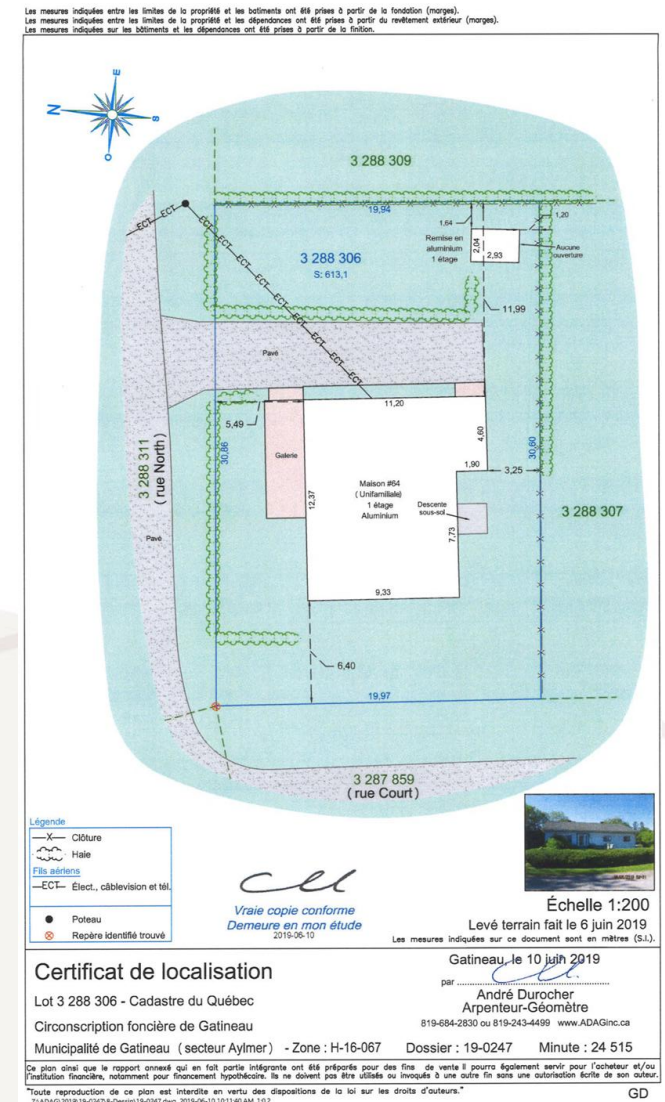 Les mesures indiquées entre les limites de la propriété et les batiments ont été prises à partir de la fondation (marges).
Les mesures indiquées entre les limites de la propriété et les dépendances ont été prises à partir du revêtement extérieur (marges).
Les mesures indiquées sur les bâtiments et les dépendances ont été prises à partir de la finition.
E
N
S
O
3 288 309
ECT
ECT
19,94
1,64
1,20
Remise en
aluminium
1 étage
2,04
2,93
Aucune
ouverture
3 288 306
S: 613,1
ECT
ECT
ECT
ECT
ECT
ECT
ECT
11,99
Pavé
11,20
5,49
30,86
Galerie
4,60
30,60
1,90
3,25
3 288 311
(rue North)
Maison #64
(Unifamiliale)
1 étage
Aluminium
12,37
Descente
sous-sol
7,73
3 288 307
Pavé
9,33
6,40
19,97
3 287 859
(rue Court)
Légende
X Clôture
Haie
Fils aériens
ECT Élect., câblevision et tél.
Poteau
Repère identifié trouvé
Vraie copie conforme
Demeure en mon étude
2019-06-10
Échelle 1:200
Levé terrain fait le 6 juin 2019
Les mesures indiquées sur ce document sont en mètres (S.I.).
Certificat de localisation
Lot 3 288 306 - Cadastre du Québec
Circonscription foncière de Gatineau
Municipalité de Gatineau ( secteur Aylmer ) - Zone : H-16-067
Gatineau, le 10 juin 2019
par
André Durocher
Arpenteur-Géomètre
819-684-2830 ou 819-243-4499 www.ADAGinc.ca
Dossier : 19-0247 Minute : 24 515
Ce plan ainsi que le rapport annexé qui en fait partie intégrante ont été préparés pour des fins de vente Il pourra également servir pour l'acheteur et/ou
l'institution financière, notamment pour financement hypothécaire. Ils ne doivent pas être utilisés ou invoqués à une autre fin sans une autorisation écrite de son auteur.
"Toute reproduction de ce plan est interdite en vertu des dispositions de la loi sur les droits d'auteurs."
GD